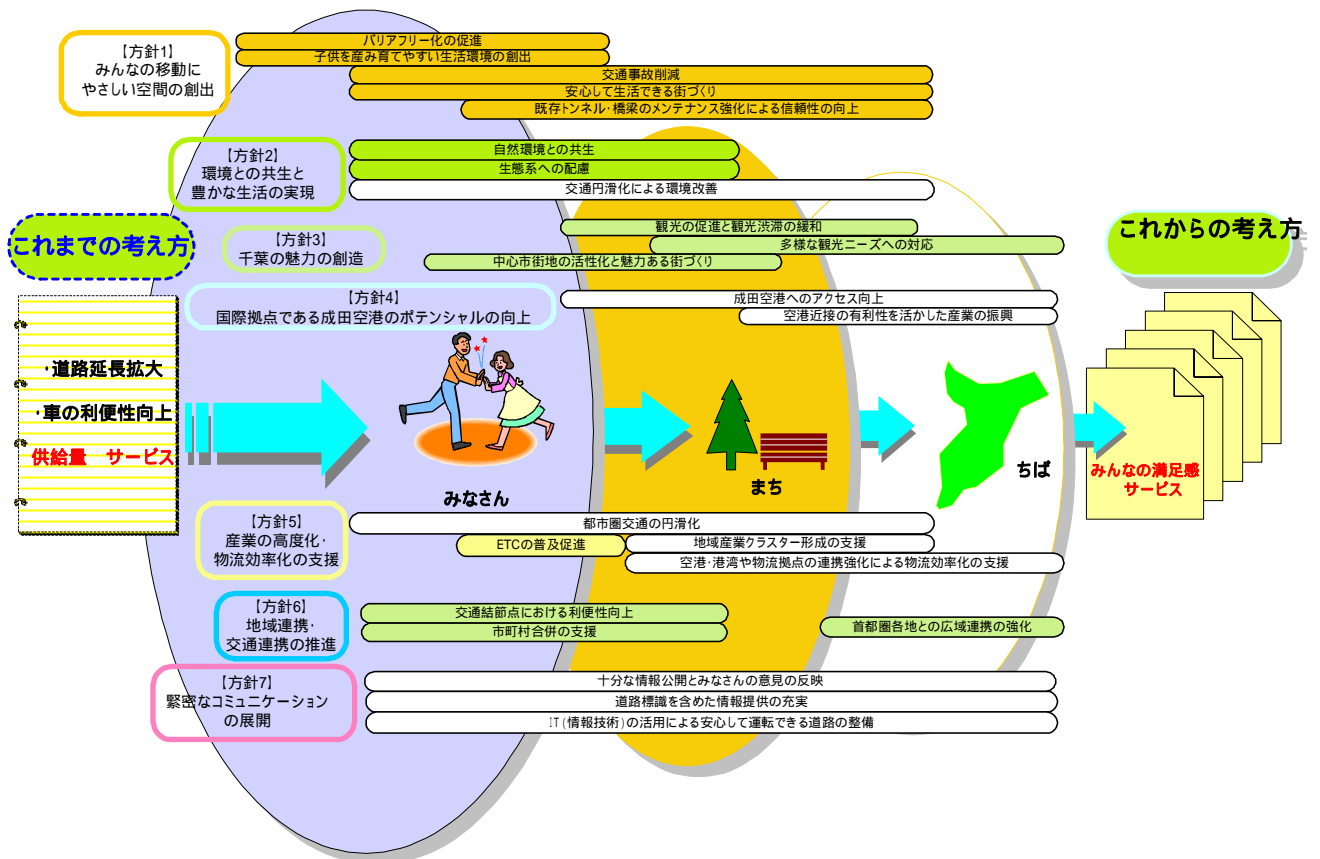 【方針1】
みんなの移動に
やさしい空間の創出
バリアフリー化の促進
子供を産み育てやすい生活環境の創出
交通事故削減
安心して生活できる街づくり
既存トンネル・橋梁のメンテナンス強化による信頼性の向上
【方針2】
環境との共生と
豊かな生活の実現
自然環境との共生
生態系への配慮
交通円滑化による環境改善
これまでの考え方
【方針3】
千葉の魅力の創造
観光の促進と観光渋滞の緩和
多様な観光ニーズへの対応
中心市街地の活性化と魅力ある街づくり
これからの考え方
【方針4】
国際拠点である成田空港のポテンシャルの向上
成田空港へのアクセス向上
空港近接の有利性を活かした産業の振興
・道路延長拡大
・車の利便性向上
供給量 サービス
みなさん
まち
ちば
みんなの満足感
サービス
【方針5】
産業の高度化・
物流効率化の支援
都市圏交通の円滑化
ETCの普及促進
地域産業クラスター形成の支援
空港・港湾や物流拠点の連携強化による物流効率化の支援
【方針6】
地域連携・
交通連携の推進
交通結節点における利便性向上
市町村合併の支援
首都圏各地との広域連携の強化
【方針7】
緊密なコミュニケーション
の展開
十分な情報公開とみなさんの意見の反映
道路標識を含めた情報提供の充実
IT(情報技術)の活用による安心して運転できる道路の整備